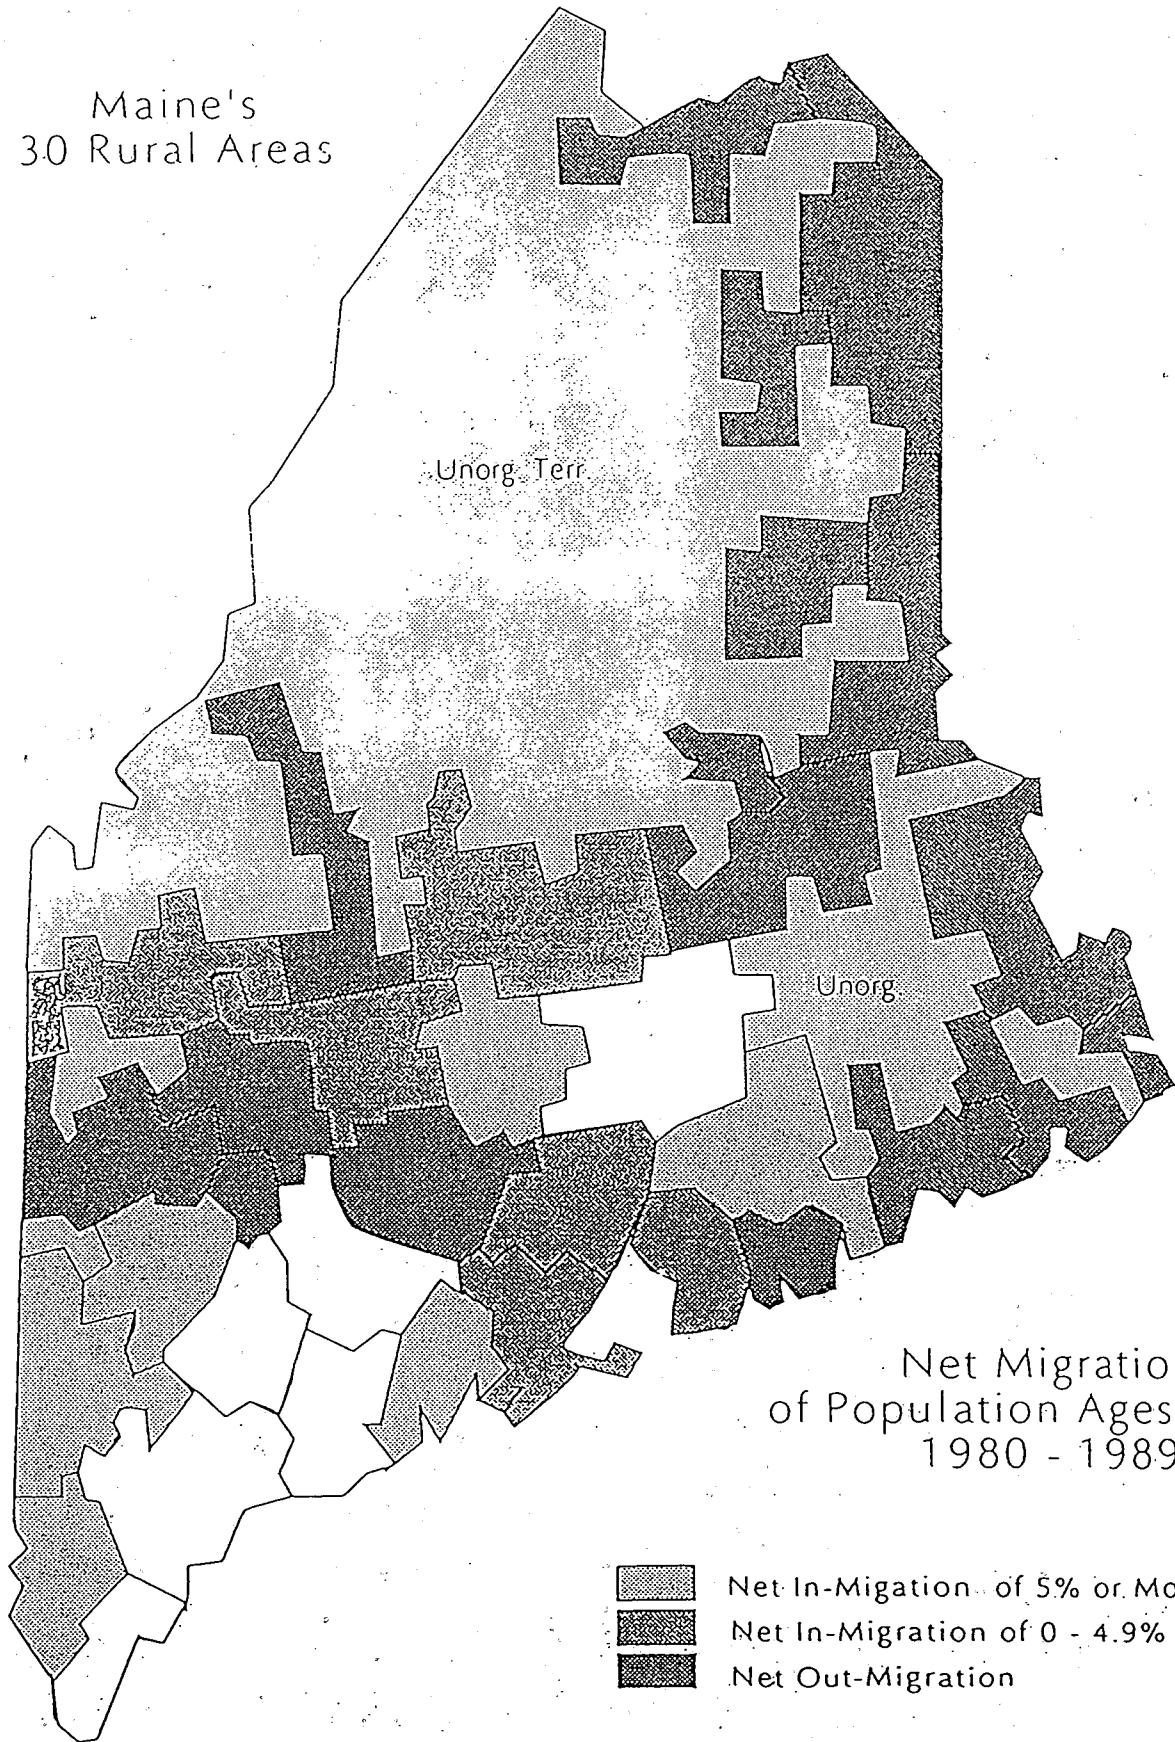 Maine's
30 Rural Areas
Unorg. Terr.
Unorg.
Net Migratio
of Population Ages
1980 - 1989
Net In-Migation of 5% or Mo
Net In-Migration of 0 - 4.9%
Net Out-Migration